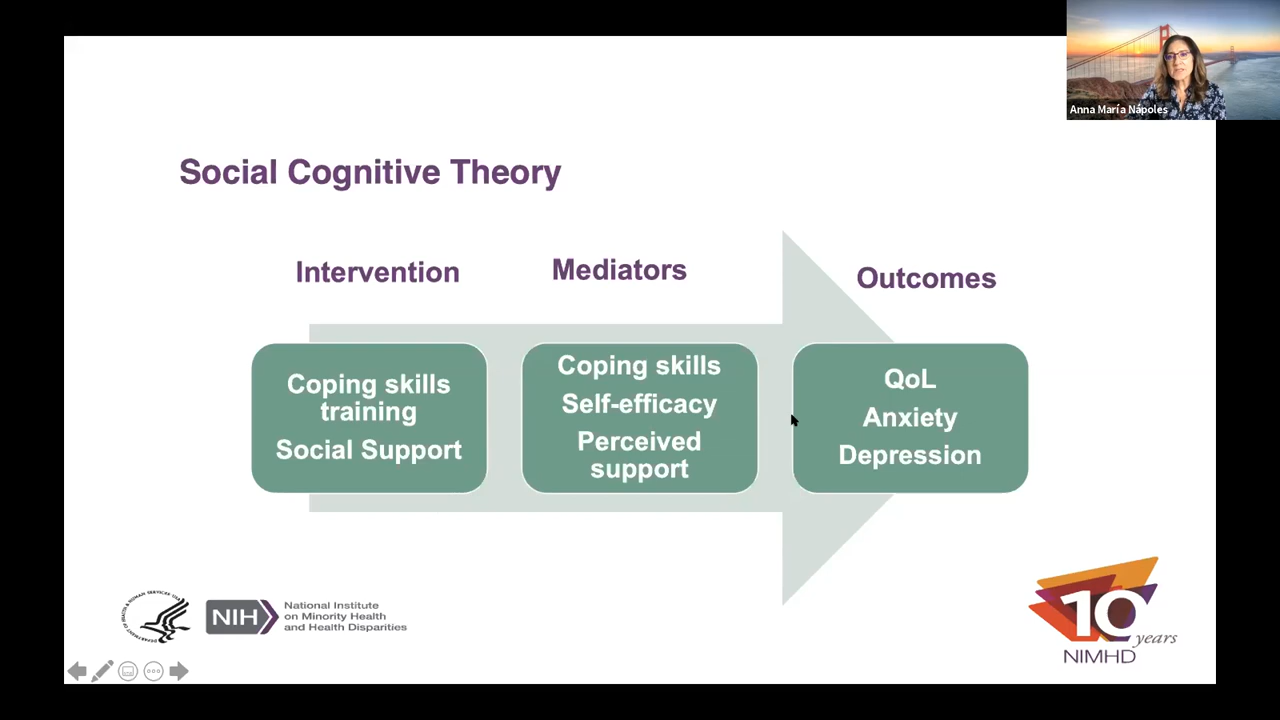 Anna María Nápoles
Social Cognitive Theory
Intervention
Mediators
Outcomes
Coping skills
training
Social Support
Coping skills
Self-efficacy
Perceived
support
QoL
Anxiety
Depression
NIH
National Institute
on Minority Health
and Health Disparities
10
years
NIMHD